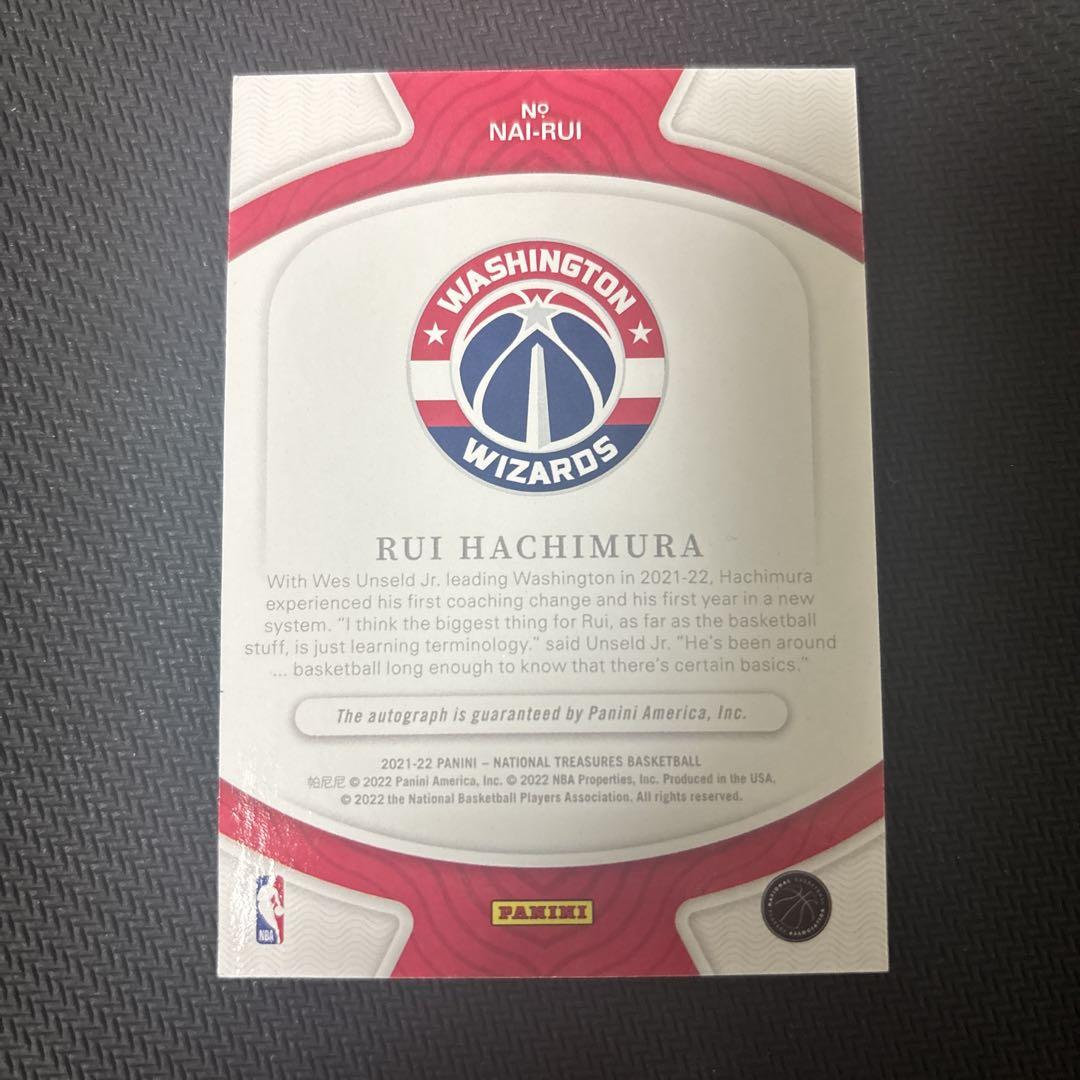 Nº
NAI-RUI
WASHINGTON
WIZARDS
RUI HACHIMURA
With Wes Unseld Jr. leading Washington in 2021-22, Hachimura
experienced his first coaching change and his first year in a new
system. "I think the biggest thing for Rui, as far as the basketball
stuff, is just learning terminology." said Unseld Jr. "He's been around
... basketball long enough to know that there's certain basics."
The autograph is guaranteed by Panini America, Inc.
2021-22 PANINI – NATIONAL TREASURES BASKETBALL
帕尼尼 © 2022 Panini America, Inc. © 2022 NBA Properties, Inc. Produced in the USA.
© 2022 the National Basketball Players Association. All rights reserved.
NBA
PANINI
NATIONAL BASKETBALL
PLAYERS ASSOCIATION